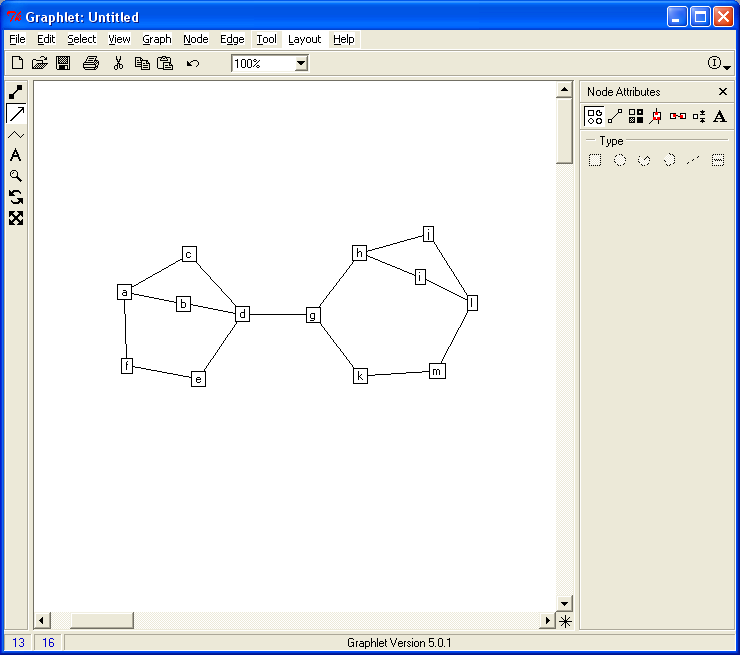 Graphlet: Untitled
File Edit Select View Graph Node Edge Tool Layout Help
100%
Node Attributes
A
Type
A
j
h
c
i
a
b
l
d
g
f
m
k
e
13 16 Graphlet Version 5.0.1